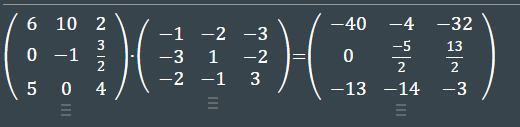 ( 6 10 2 ) · ( −1 −2 −3 ) = ( −40 −4 −32 )
( 0 −1 3/2 ) ( −3 1 −2 ) ( 0 −5/2 13/2 )
( 5 0 4 ) ( −2 −1 3 ) ( −13 −14 −3 )